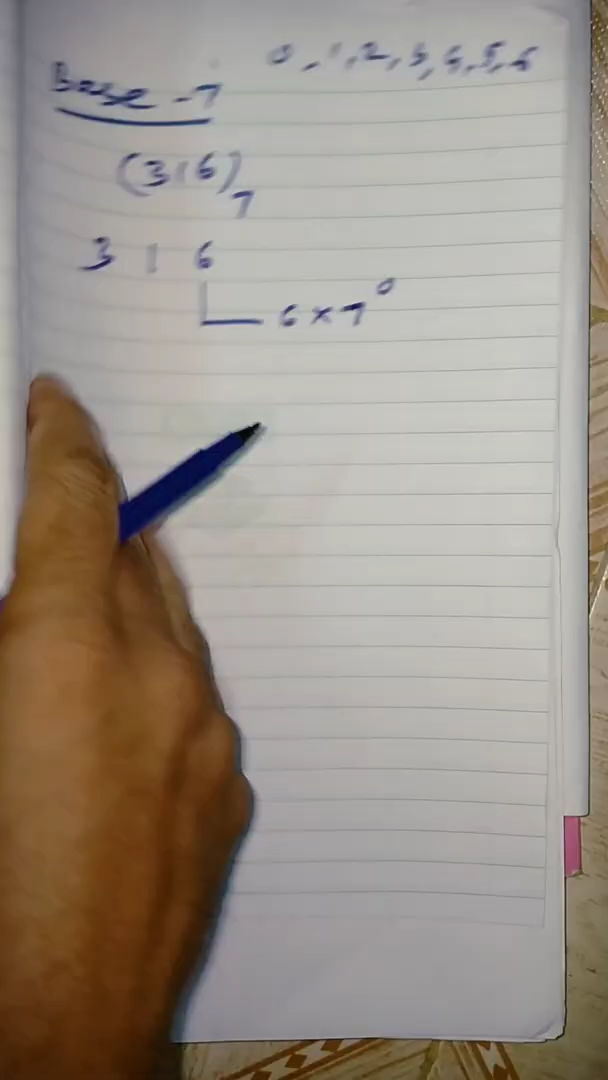 0, 1, 2, 3, 4, 5, 6
Base - 7
(316)7
3 1 6
6 × 7⁰